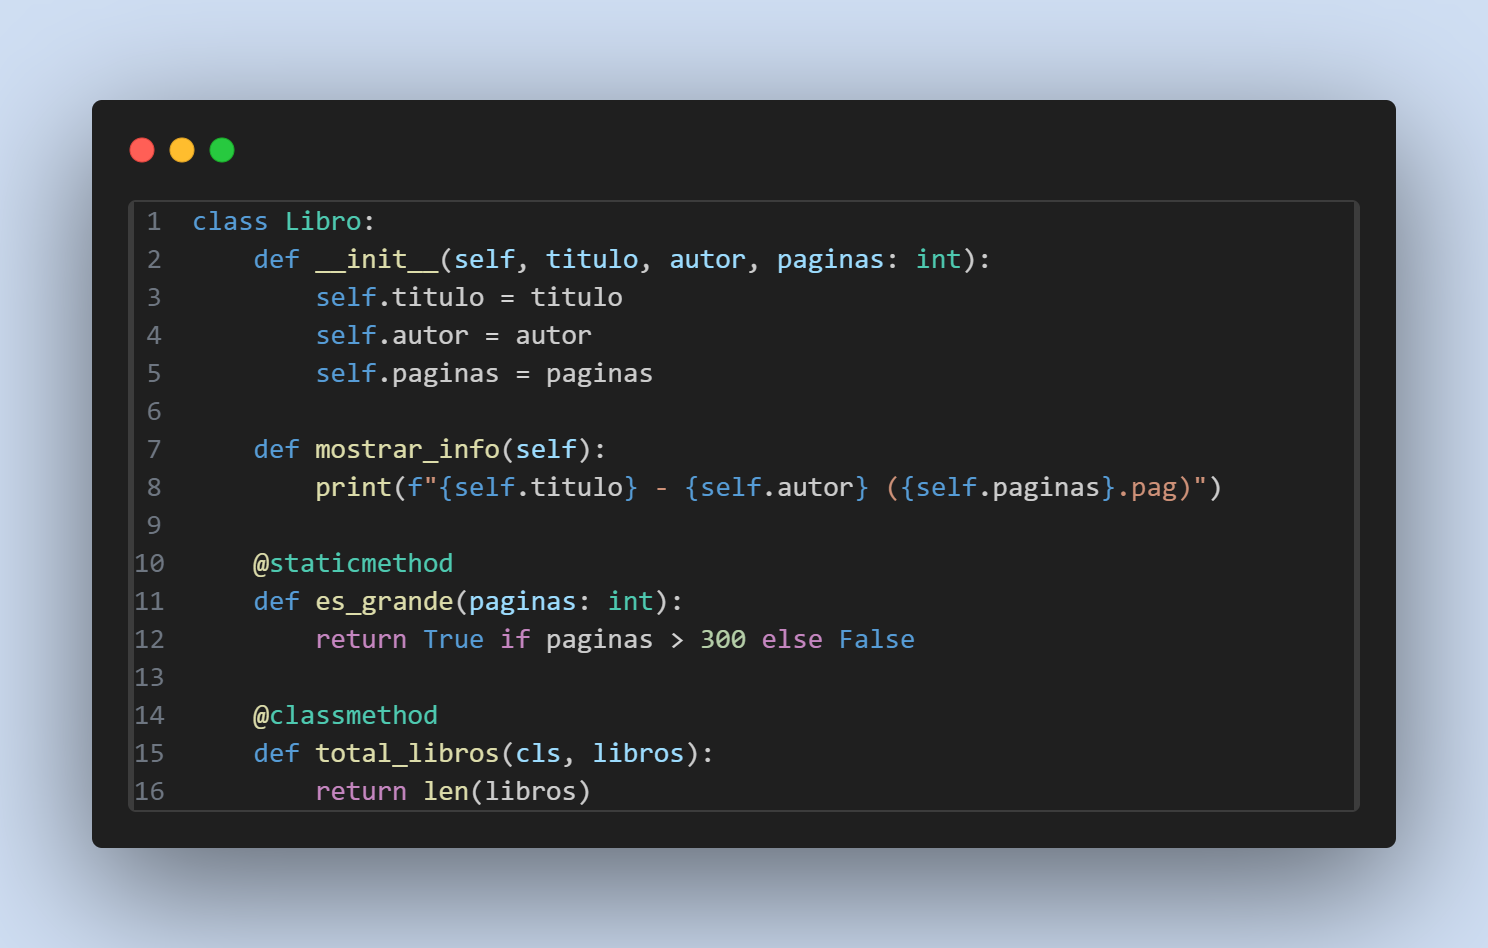 1 class Libro:
2     def __init__(self, titulo, autor, paginas: int):
3         self.titulo = titulo
4         self.autor = autor
5         self.paginas = paginas
6
7     def mostrar_info(self):
8         print(f"{self.titulo} - {self.autor} ({self.paginas}.pag)")
9
10     @staticmethod
11     def es_grande(paginas: int):
12         return True if paginas > 300 else False
13
14     @classmethod
15     def total_libros(cls, libros):
16         return len(libros)